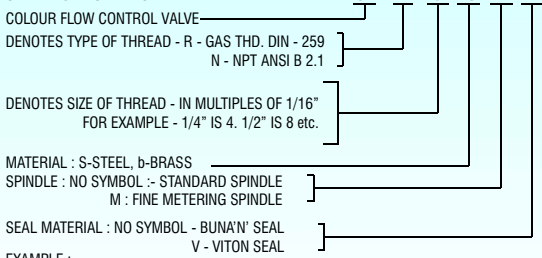 COLOUR FLOW CONTROL VALVE
DENOTES TYPE OF THREAD - R - GAS THD. DIN - 259
N - NPT ANSI B 2.1
DENOTES SIZE OF THREAD - IN MULTIPLES OF 1/16”
FOR EXAMPLE - 1/4” IS 4. 1/2” IS 8 etc.
MATERIAL : S-STEEL, b-BRASS
SPINDLE : NO SYMBOL :- STANDARD SPINDLE
M : FINE METERING SPINDLE
SEAL MATERIAL : NO SYMBOL - BUNA’N’ SEAL
V - VITON SEAL
EXAMPLE :